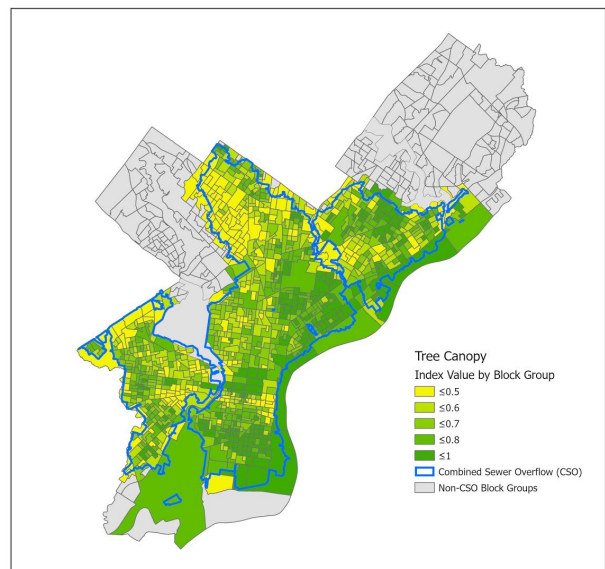 Tree Canopy
Index Value by Block Group
≤0.5
≤0.6
≤0.7
≤0.8
≤1
Combined Sewer Overflow (CSO)
Non-CSO Block Groups